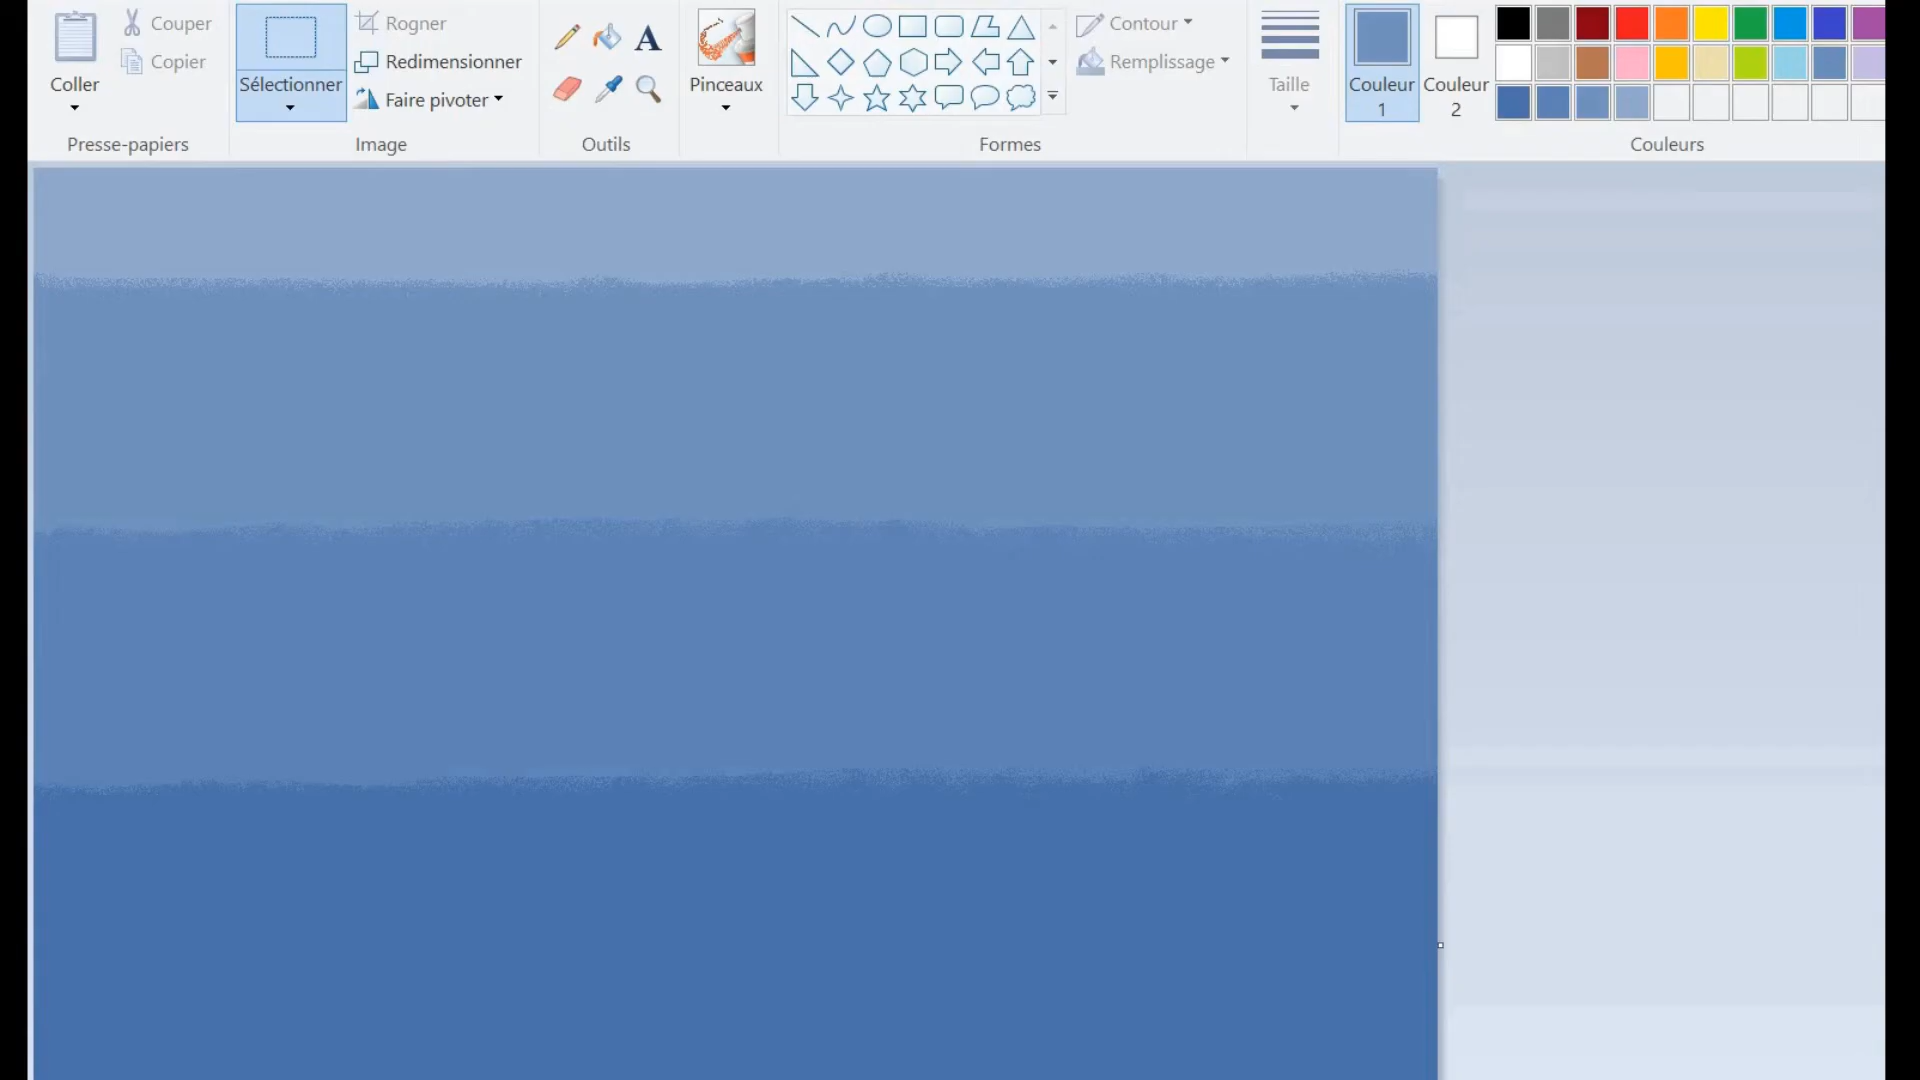 Coller
Couper
Copier
Presse-papiers
Sélectionner
Rogner
Redimensionner
Faire pivoter
Image
A
Outils
Pinceaux
Formes
Contour
Remplissage
Taille
Couleur
1
Couleur
2
Couleurs